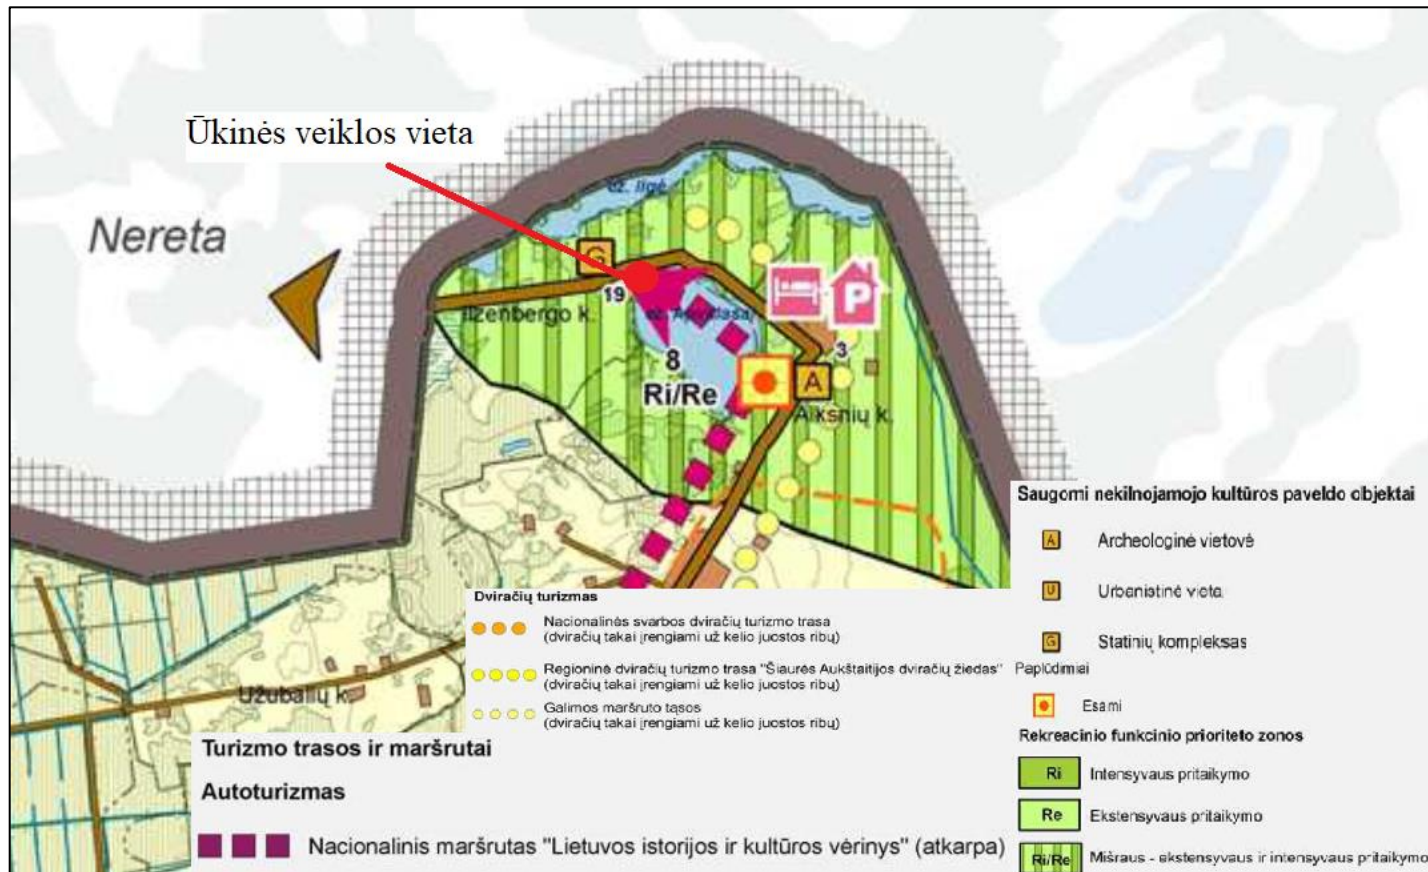 Ūkinės veiklos vieta
Nereta
ež. Ilgė
G
19
Ilzenbergo k.
P
3
8
Ri/Re
A
Aiksnių k.
Užubalių k.
Saugomi nekilnojamojo kultūros paveldo objektai
A Archeologinė vietovė
U Urbanistinė vieta
G Statinių kompleksas
Paplūdimiai
Esami
Rekreacinio funkcinio prioriteto zonos
Ri Intensyvaus pritaikymo
Re Ekstensyvaus pritaikymo
Ri/Re Mišraus - ekstensyvaus ir intensyvaus pritaikymo
Dviračių turizmas
Nacionalinės svarbos dviračių turizmo trasa
(dviračių takai įrengiami už kelio juostos ribų)
Regioninė dviračių turizmo trasa "Šiaurės Aukštaitijos dviračių žiedas"
(dviračių takai įrengiami už kelio juostos ribų)
Galimos maršruto tąsos
(dviračių takai įrengiami už kelio juostos ribų)
Turizmo trasos ir maršrutai
Autoturizmas
Nacionalinis maršrutas "Lietuvos istorijos ir kultūros vėrinys" (atkarpa)